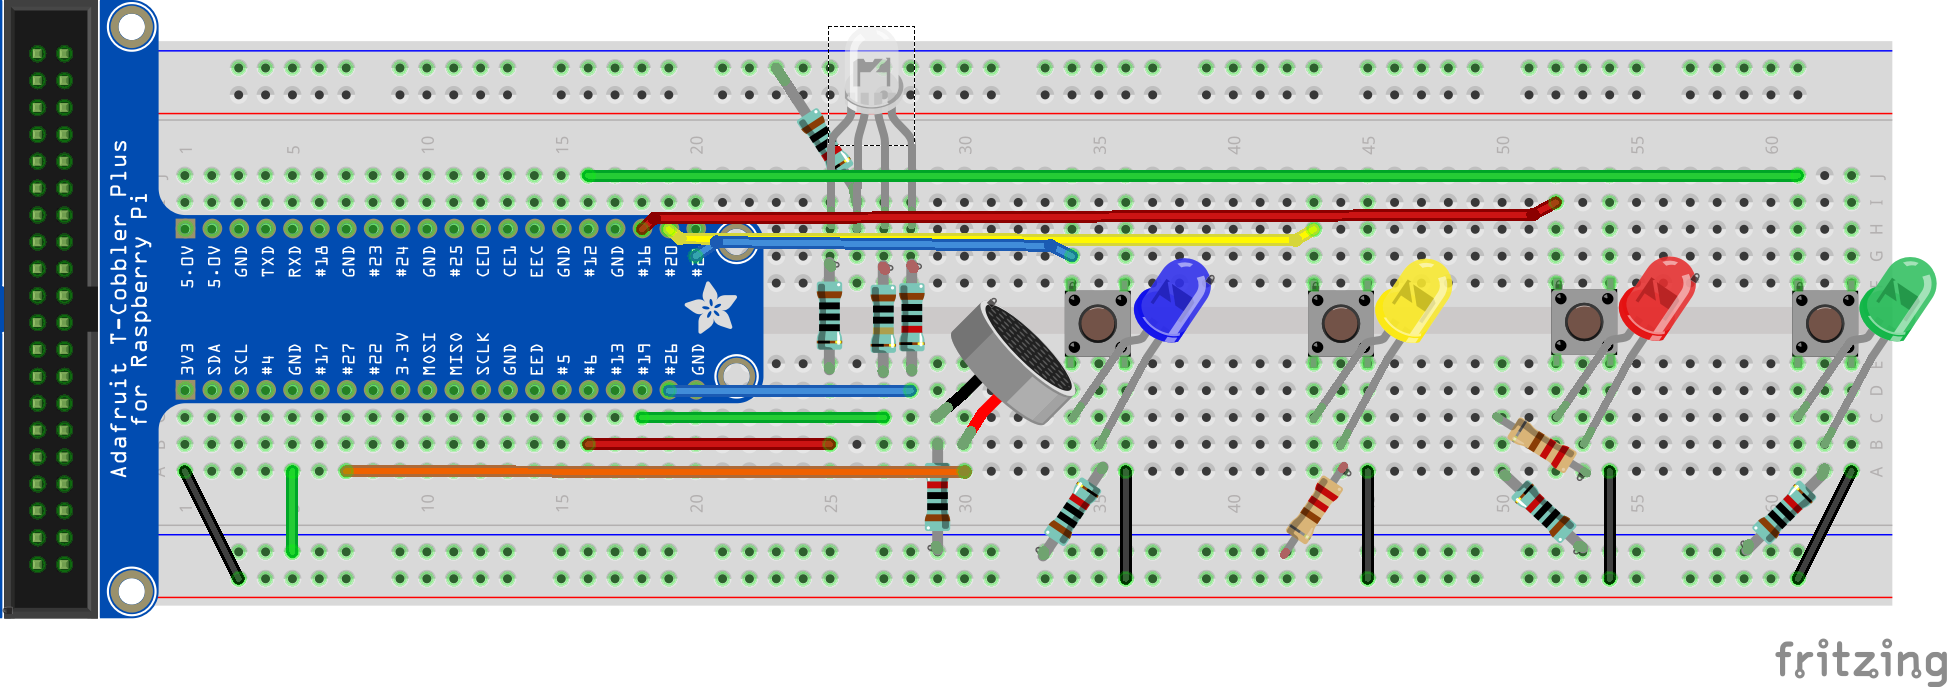 Adafruit T-Cobbler Plus
for Raspberry Pi
1 5 10 15 20 30 35 40 45 50 55 60
J
I
H
G
5.0V 5.0V GND TXD RXD #18 GND #23 #24 GND #25 CE0 CE1 EEC GND #12 GND #16 #20
3V3 SDA SCL #4 GND #17 #27 #22 3.3V MOSI MISO SCLK GND EED #5 #6 #13 #19 #26 GND
E
D
C
B
A
1 10 15 20 25 30 35 40 45 50 55 60
fritzing